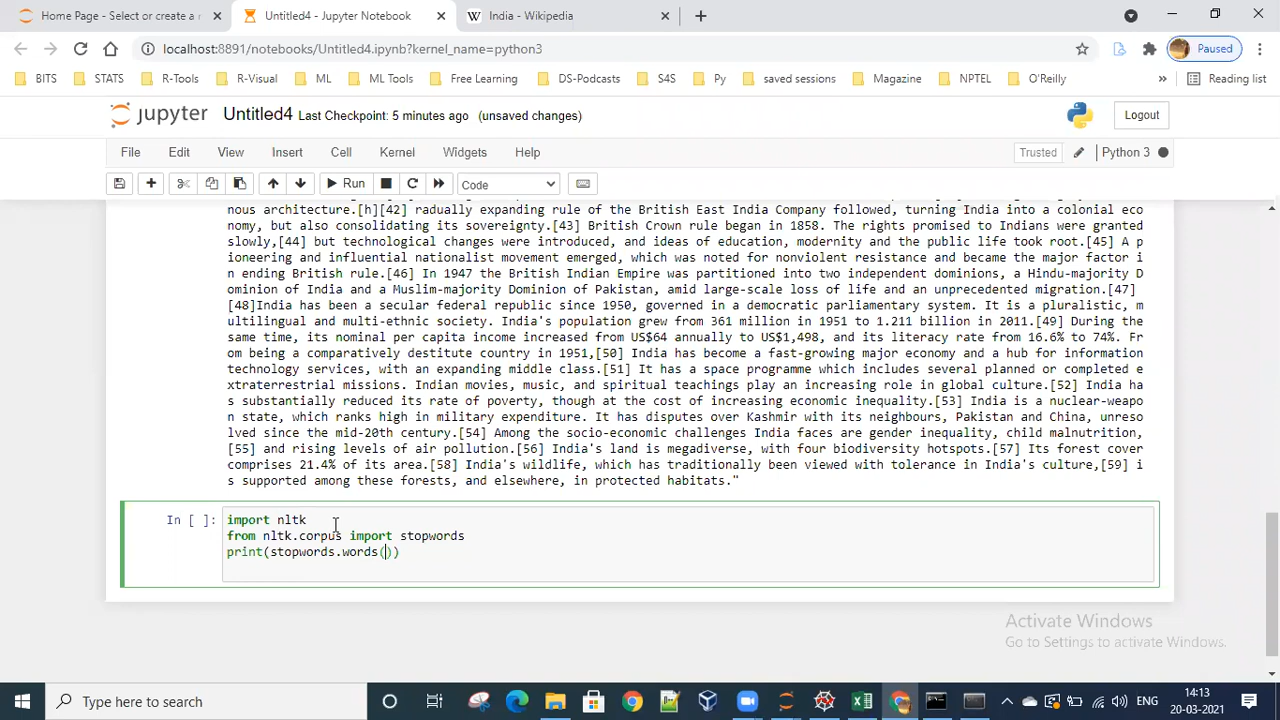 Home Page - Select or create a r
Untitled4 - Jupyter Notebook
India - Wikipedia
localhost:8891/notebooks/Untitled4.ipynb?kernel_name=python3
Paused
BITS
STATS
R-Tools
R-Visual
ML
ML Tools
Free Learning
DS-Podcasts
S4S
Py
saved sessions
Magazine
NPTEL
O'Reilly
»
Reading list
jupyter Untitled4 Last Checkpoint: 5 minutes ago (unsaved changes)
Logout
File Edit View Insert Cell Kernel Widgets Help
Trusted
Python 3
Run
Code
nous architecture.[h][42] radually expanding rule of the British East India Company followed, turning India into a colonial eco
nomy, but also consolidating its sovereignty.[43] British Crown rule began in 1858. The rights promised to Indians were granted
slowly,[44] but technological changes were introduced, and ideas of education, modernity and the public life took root.[45] A p
ioneering and influential nationalist movement emerged, which was noted for nonviolent resistance and became the major factor i
n ending British rule.[46] In 1947 the British Indian Empire was partitioned into two independent dominions, a Hindu-majority D
ominion of India and a Muslim-majority Dominion of Pakistan, amid large-scale loss of life and an unprecedented migration.[47]
[48]India has been a secular federal republic since 1950, governed in a democratic parliamentary system. It is a pluralistic, m
ultilingual and multi-ethnic society. India's population grew from 361 million in 1951 to 1.211 billion in 2011.[49] During the
same time, its nominal per capita income increased from US$64 annually to US$1,498, and its literacy rate from 16.6% to 74%. Fr
om being a comparatively destitute country in 1951,[50] India has become a fast-growing major economy and a hub for information
technology services, with an expanding middle class.[51] It has a space programme which includes several planned or completed e
xtraterrestrial missions. Indian movies, music, and spiritual teachings play an increasing role in global culture.[52] India ha
s substantially reduced its rate of poverty, though at the cost of increasing economic inequality.[53] India is a nuclear-weapo
n state, which ranks high in military expenditure. It has disputes over Kashmir with its neighbours, Pakistan and China, unreso
lved since the mid-20th century.[54] Among the socio-economic challenges India faces are gender inequality, child malnutrition,
[55] and rising levels of air pollution.[56] India's land is megadiverse, with four biodiversity hotspots.[57] Its forest cover
comprises 21.4% of its area.[58] India's wildlife, which has traditionally been viewed with tolerance in India's culture,[59] i
s supported among these forests, and elsewhere, in protected habitats."
In [ ]: import nltk
from nltk.corpus import stopwords
print(stopwords.words())
Activate Windows
Go to Settings to activate Windows.
Type here to search
ENG
14:13
20-03-2021